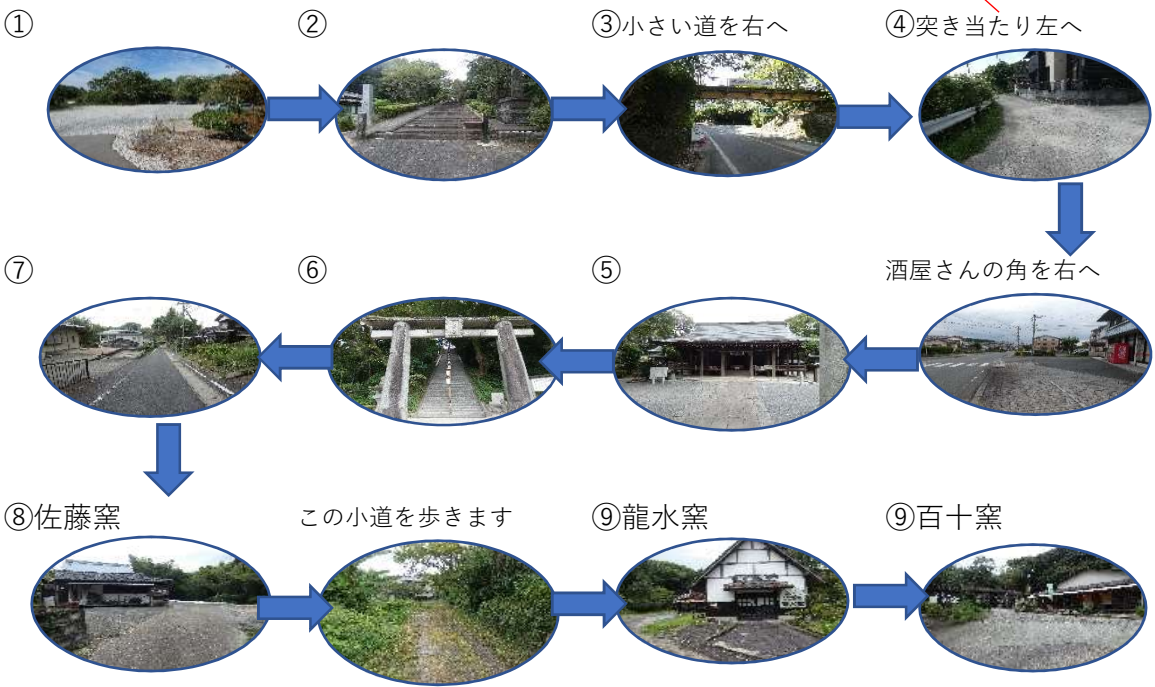 ①
②
③小さい道を右へ
④突き当たり左へ
酒屋さんの角を右へ
⑤
⑥
⑦
⑧佐藤窯
この小道を歩きます
⑨龍水窯
⑨百十窯